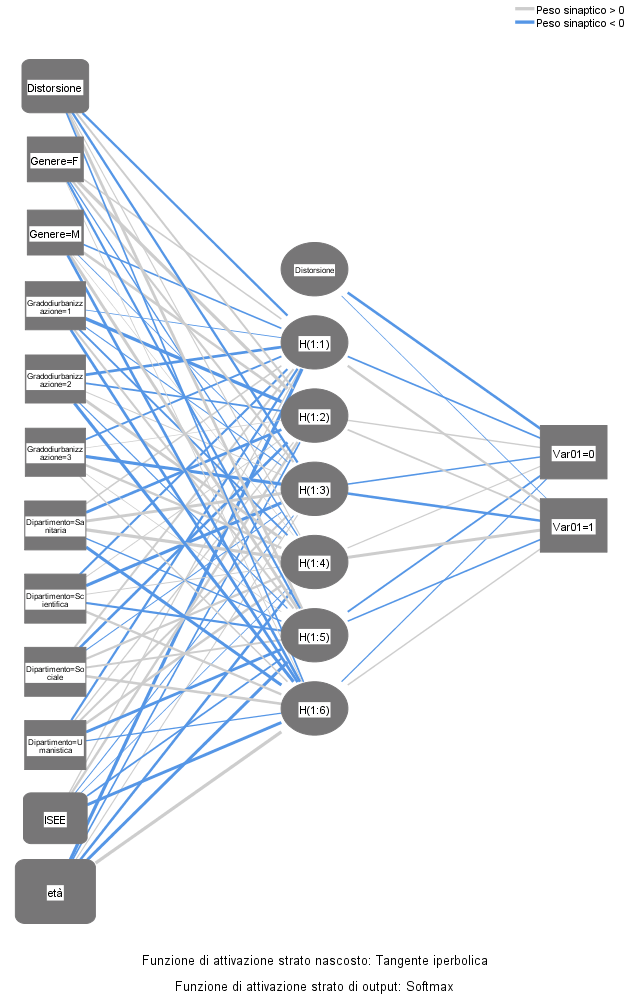 Peso sinaptico > 0
Peso sinaptico < 0
Distorsione
Genere=F
Genere=M
Gradodiurbanizz
azione=1
Gradodiurbanizz
azione=2
Gradodiurbanizz
azione=3
Dipartimento=Sa
nitaria
Dipartimento=Sc
ientifica
Dipartimento=So
ciale
Dipartimento=U
manistica
ISEE
età
Distorsione
H(1:1)
H(1:2)
H(1:3)
H(1:4)
H(1:5)
H(1:6)
Var01=0
Var01=1
Funzione di attivazione strato nascosto: Tangente iperbolica
Funzione di attivazione strato di output: Softmax